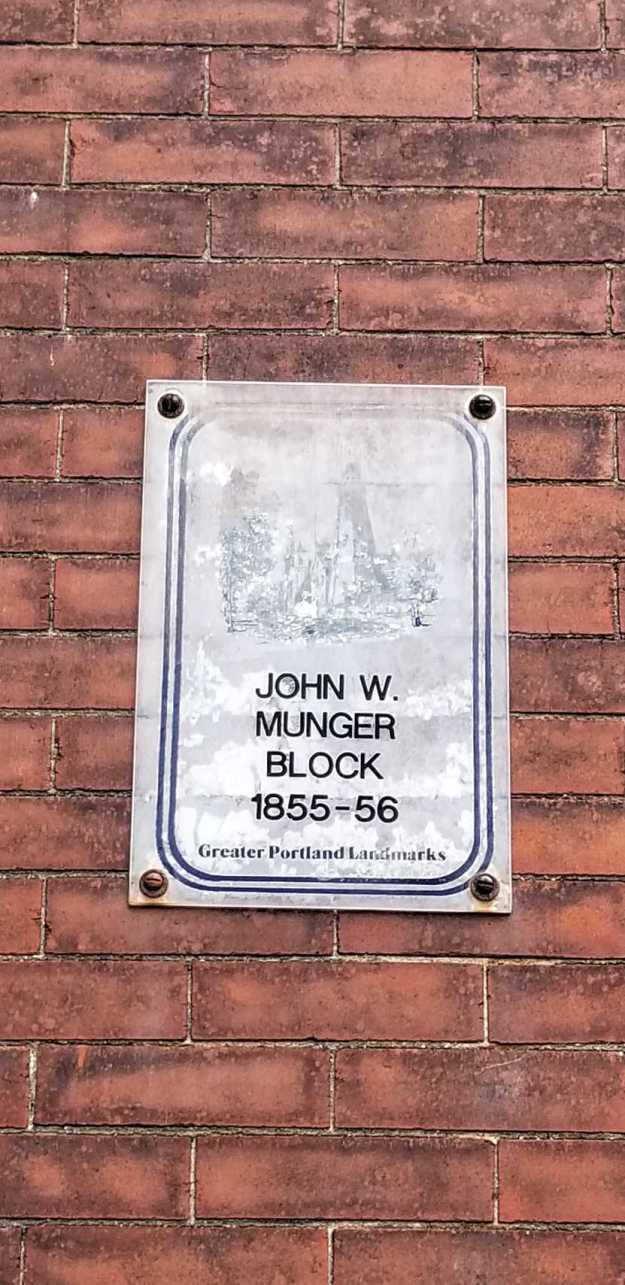 JOHN W.
MUNGER
BLOCK
1855-56
Greater Portland Landmarks